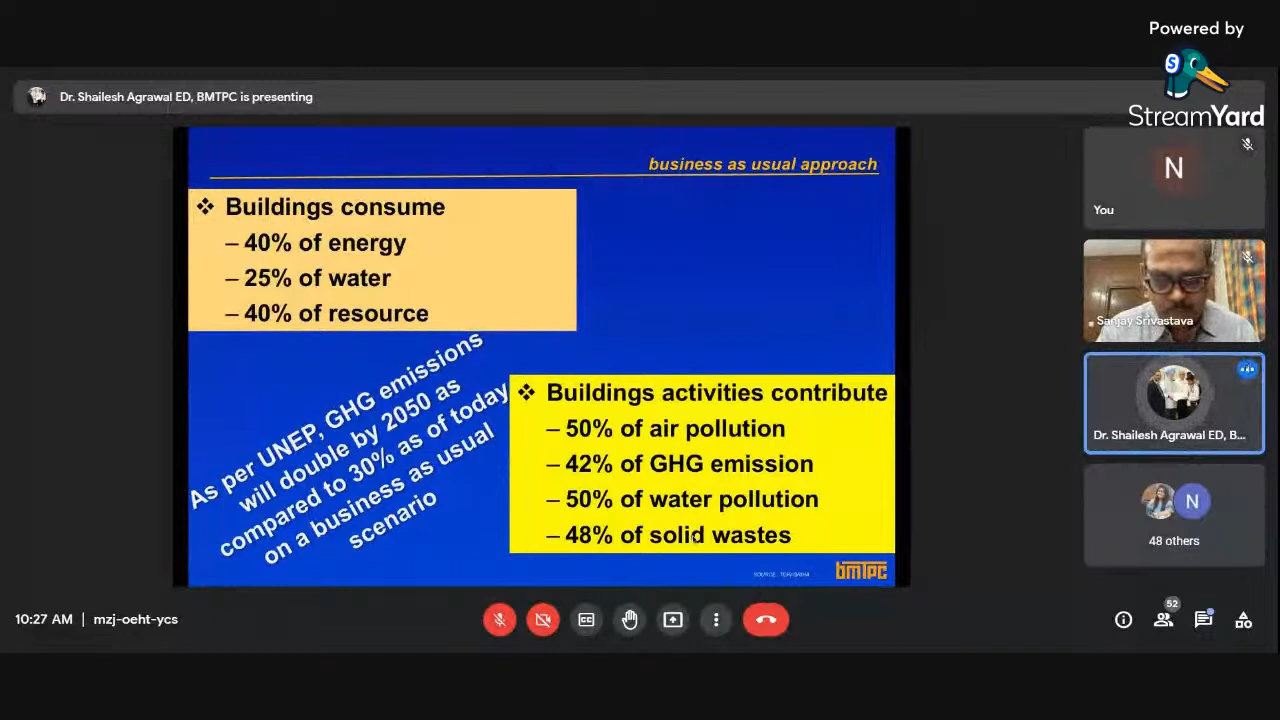 Powered by
StreamYard
Dr. Shailesh Agrawal ED, BMTPC is presenting
business as usual approach
❖ Buildings consume
– 40% of energy
– 25% of water
– 40% of resource
As per UNEP, GHG emissions
will double by 2050 as
compared to 30% as of today
on a business as usual
scenario
❖ Buildings activities contribute
– 50% of air pollution
– 42% of GHG emission
– 50% of water pollution
– 48% of solid wastes
bmtpc
N
You
Sanjay Srivastava
Dr. Shailesh Agrawal ED, B...
N
48 others
10:27 AM | mzj-oeht-ycs
52